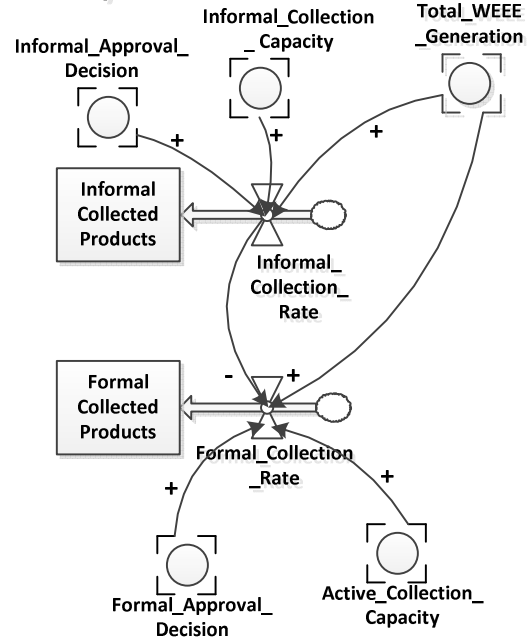 Informal_Approval_
Decision
Informal_Collection
_ Capacity
Total_WEEE
_Generation
+
+
+
Informal
Collected
Products
Informal_
Collection_
Rate
-
+
Formal
Collected
Products
Formal_Collection
_Rate
+
+
Formal_Approval_
Decision
Active_Collection_
Capacity